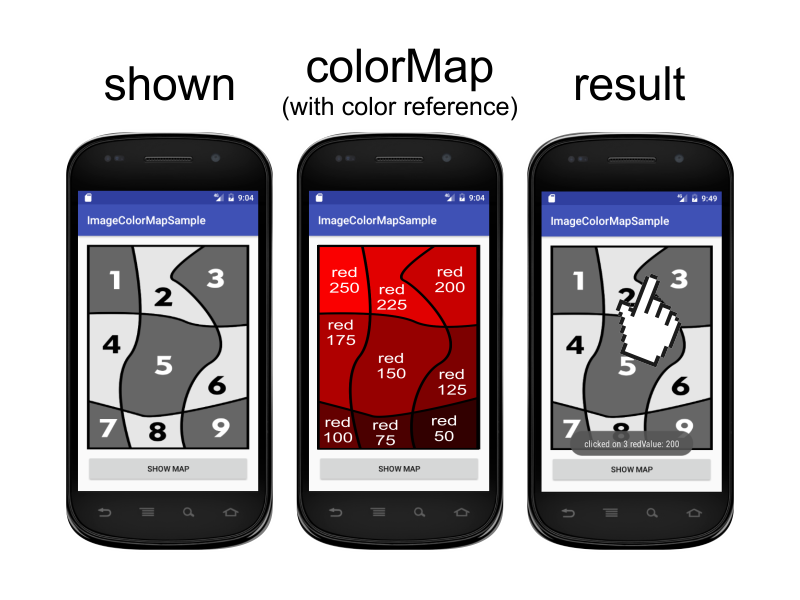 shown
colorMap
(with color reference)
result
9:04
ImageColorMapSample
1
2
3
4
5
6
7
8
9
SHOW MAP
9:04
ImageColorMapSample
red
250
red
225
red
200
red
175
red
150
red
125
red
100
red
75
red
50
SHOW MAP
9:49
ImageColorMapSample
1
2
3
4
5
6
7
8
9
clicked on 3 redValue: 200
SHOW MAP